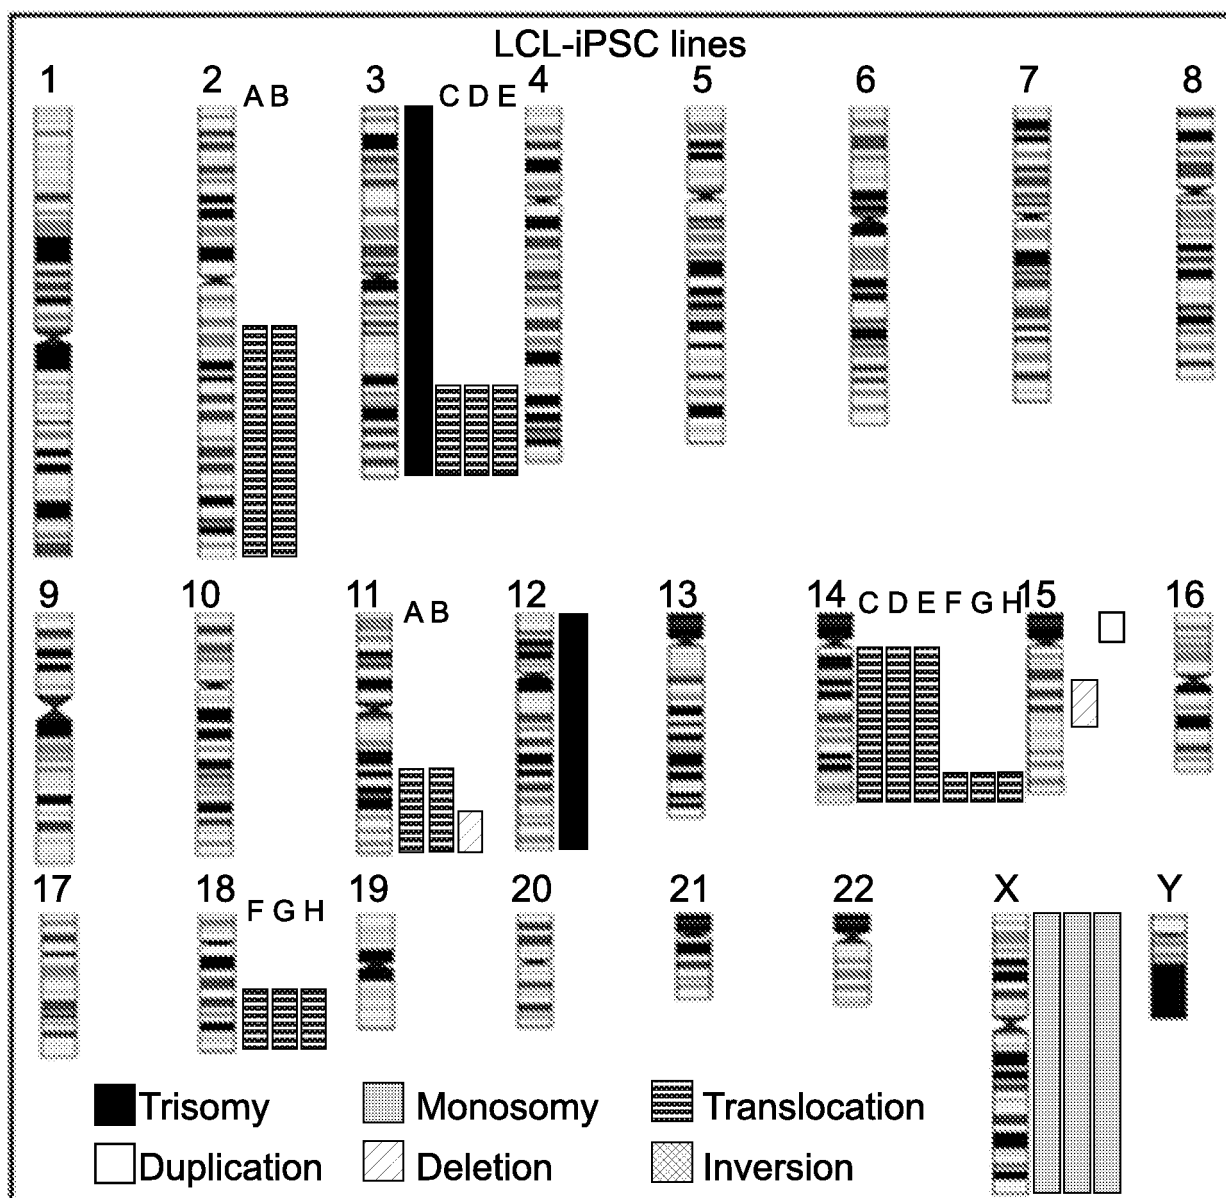 LCL-iPSC lines
1 2 A B 3 C D E 4 5 6 7 8
9 10 11 A B 12 13 14 C D E F G H 15 16
17 18 F G H 19 20 21 22 X Y
Trisomy Monosomy Translocation
Duplication Deletion Inversion